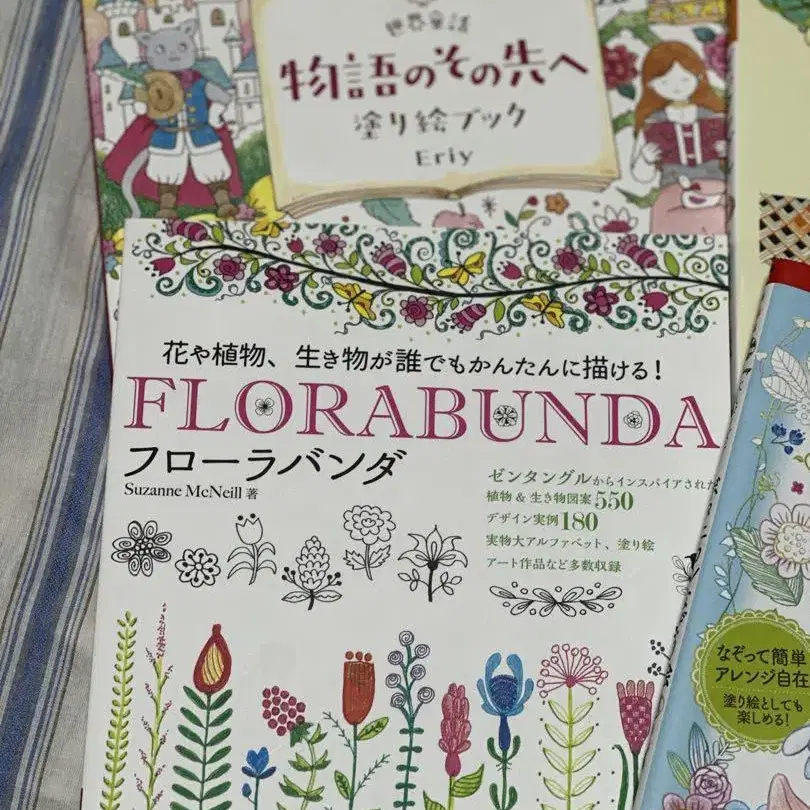 世界童話
物語のその先へ
塗り絵ブック
Eriy
花や植物、生き物が誰でもかんたんに描ける!
FLORABUNDA
フローラバンダ
Suzanne McNeill 著
ゼンタングルからインスパイアされた
植物 & 生き物図案 550
デザイン実例 180
実物大アルファベット、塗り絵
アート作品など多数収録
なぞって簡単
アレンジ自在
塗り絵としても
楽しめる!